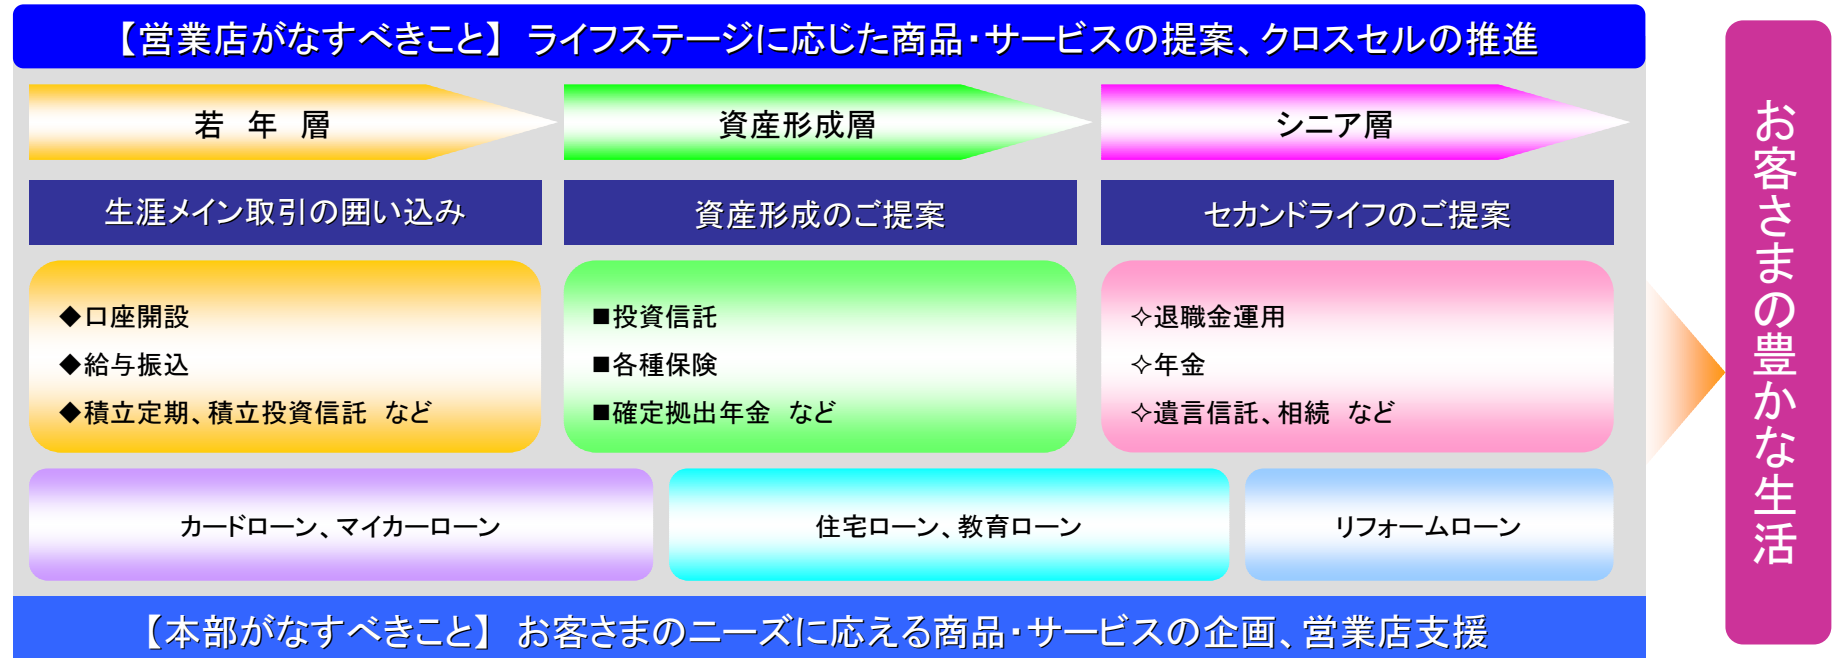 【営業店がなすべきこと】 ライフステージに応じた商品・サービスの提案、クロスセルの推進
若 年 層
資産形成層
シニア層
生涯メイン取引の囲い込み
資産形成のご提案
セカンドライフのご提案
◆口座開設
◆給与振込
◆積立定期、積立投資信託 など
■投資信託
■各種保険
■確定拠出年金 など
✧退職金運用
✧年金
✧遺言信託、相続 など
カードローン、マイカーローン
住宅ローン、教育ローン
リフォームローン
【本部がなすべきこと】 お客さまのニーズに応える商品・サービスの企画、営業店支援
お客さまの豊かな生活